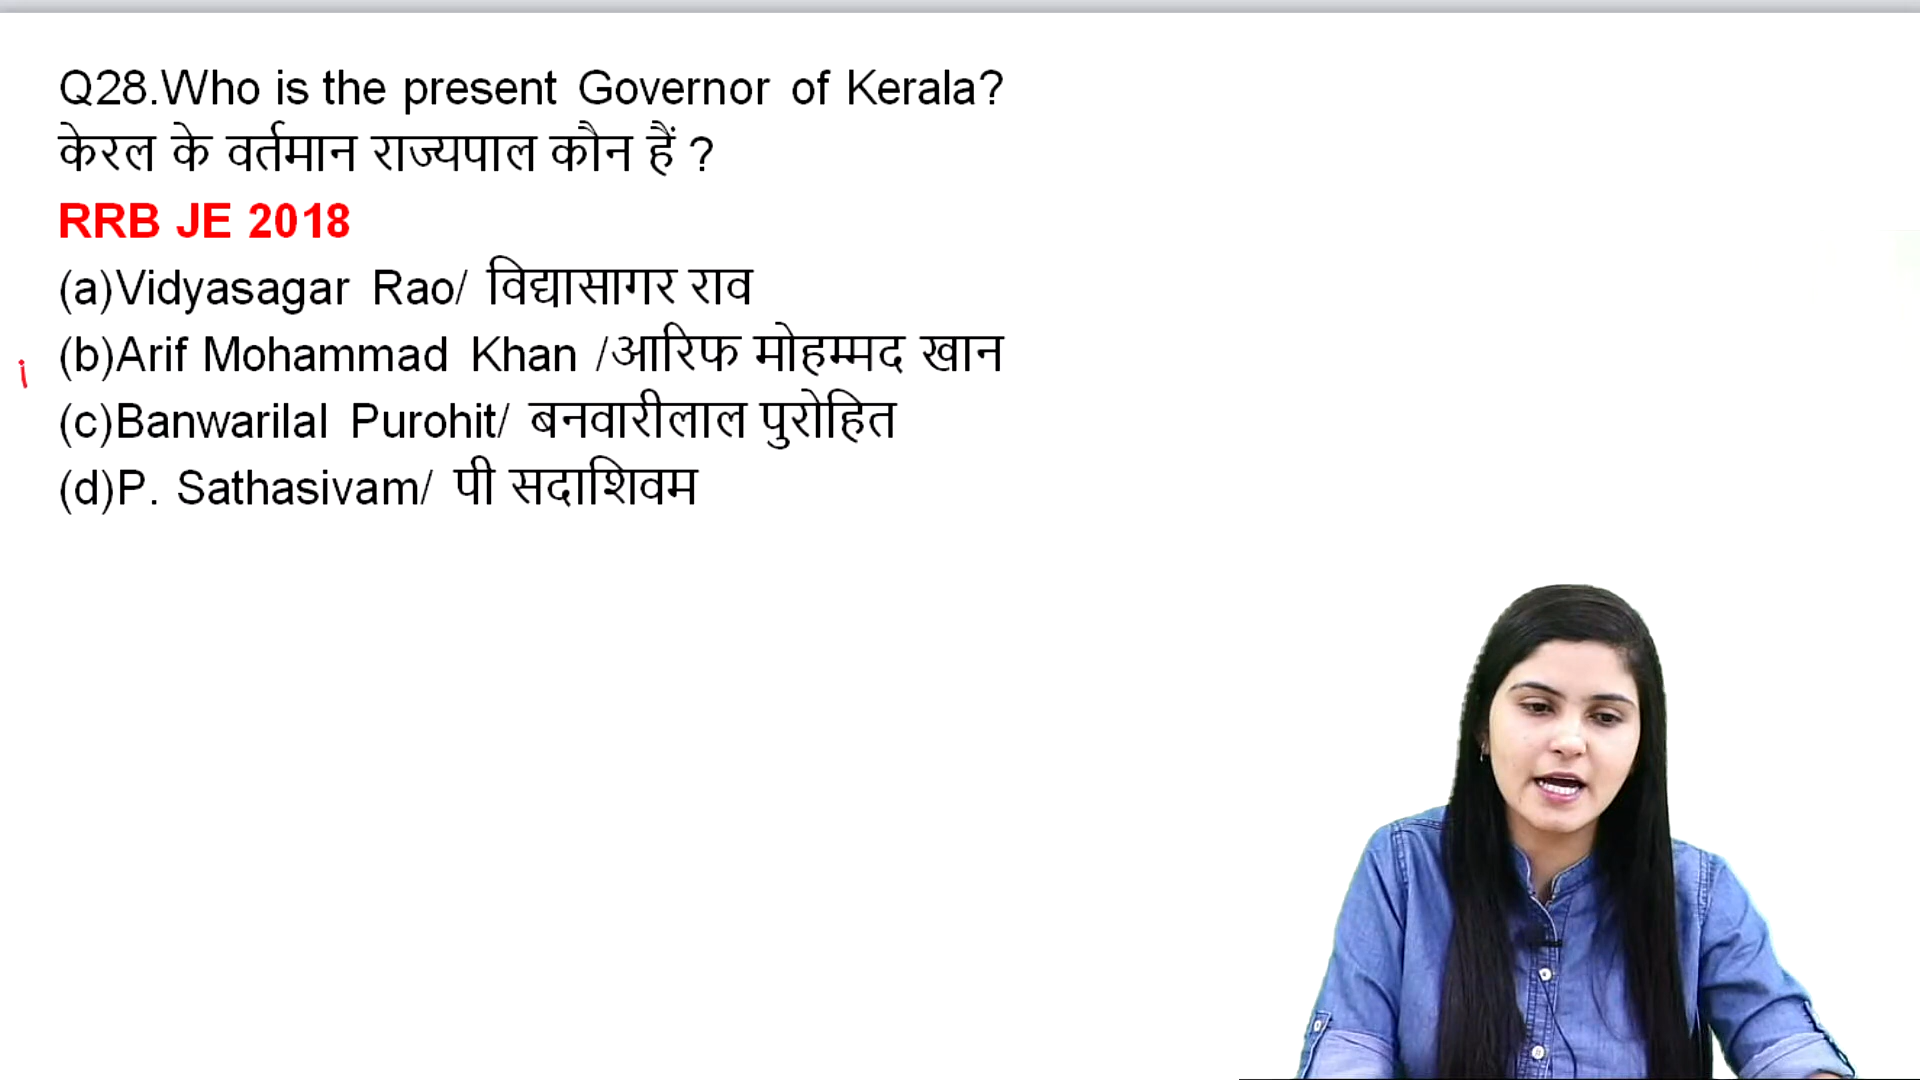 Q28.Who is the present Governor of Kerala?
केरल के वर्तमान राज्यपाल कौन हैं ?
RRB JE 2018
(a)Vidyasagar Rao/ विद्यासागर राव
(b)Arif Mohammad Khan /आरिफ मोहम्मद खान
(c)Banwarilal Purohit/ बनवारीलाल पुरोहित
(d)P. Sathasivam/ पी सदाशिवम